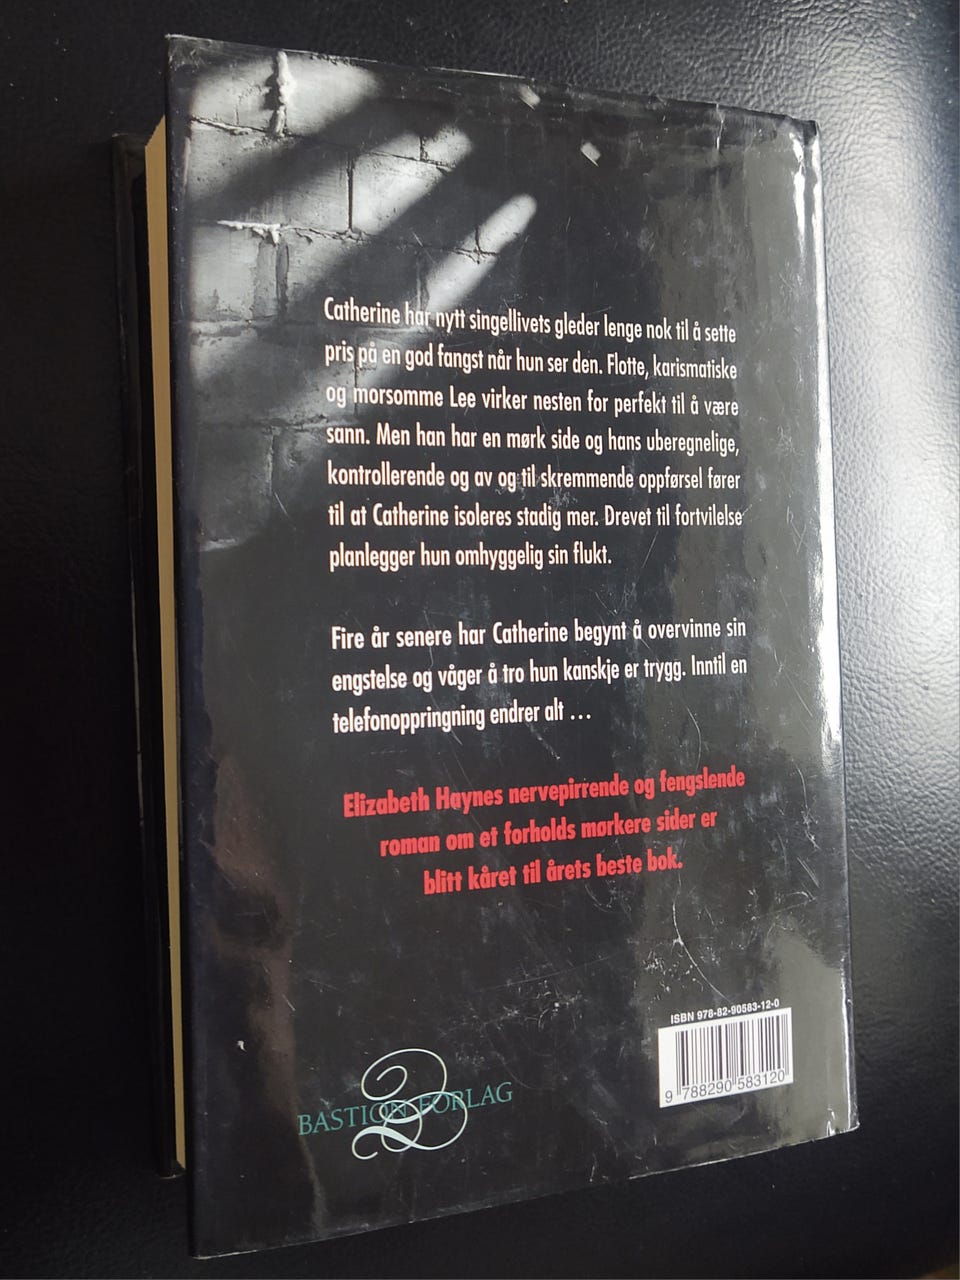 Catherine har nytt singellivets gleder lenge nok til å sette
pris på en god fangst når hun ser den. Flotte, karismatiske
og morsomme Lee virker nesten for perfekt til å være
sann. Men han har en mørk side og hans uberegnelige,
kontrollerende og av og til skremmende oppførsel fører
til at Catherine isoleres stadig mer. Drevet til fortvilelse
planlegger hun omhyggelig sin flukt.
Fire år senere har Catherine begynt å overvinne sin
engstelse og våger å tro hun kanskje er trygg. Inntil en
telefonoppringning endrer alt ...
Elizabeth Haynes nervepirrende og fengslende
roman om et forholds mørkere sider er
blitt kåret til årets beste bok.
ISBN 978-82-90583-12-0
9 788290 583120
BASTION FORLAG